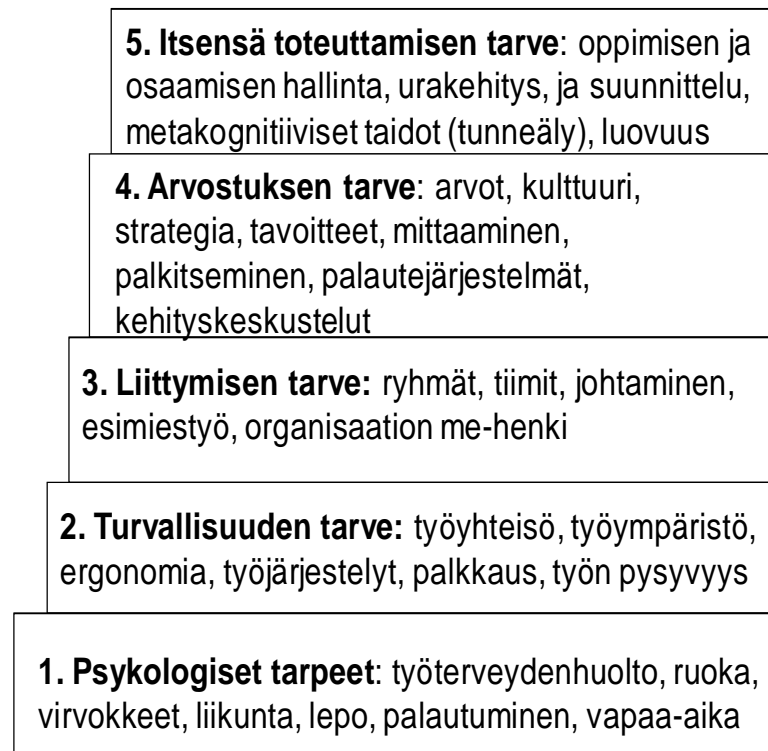 5. Itsensä toteuttamisen tarve: oppimisen ja
osaamisen hallinta, urakehitys, ja suunnittelu,
metakognitiiviset taidot (tunneäly), luovuus
4. Arvostuksen tarve: arvot, kulttuuri,
strategia, tavoitteet, mittaaminen,
palkitseminen, palautejärjestelmät,
kehityskeskustelut
3. Liittymisen tarve: ryhmät, tiimit, johtaminen,
esimiestyö, organisaation me-henki
2. Turvallisuuden tarve: työyhteisö, työympäristö,
ergonomia, työjärjestelyt, palkkaus, työn pysyvyys
1. Psykologiset tarpeet: työterveydenhuolto, ruoka,
virvokkeet, liikunta, lepo, palautuminen, vapaa-aika